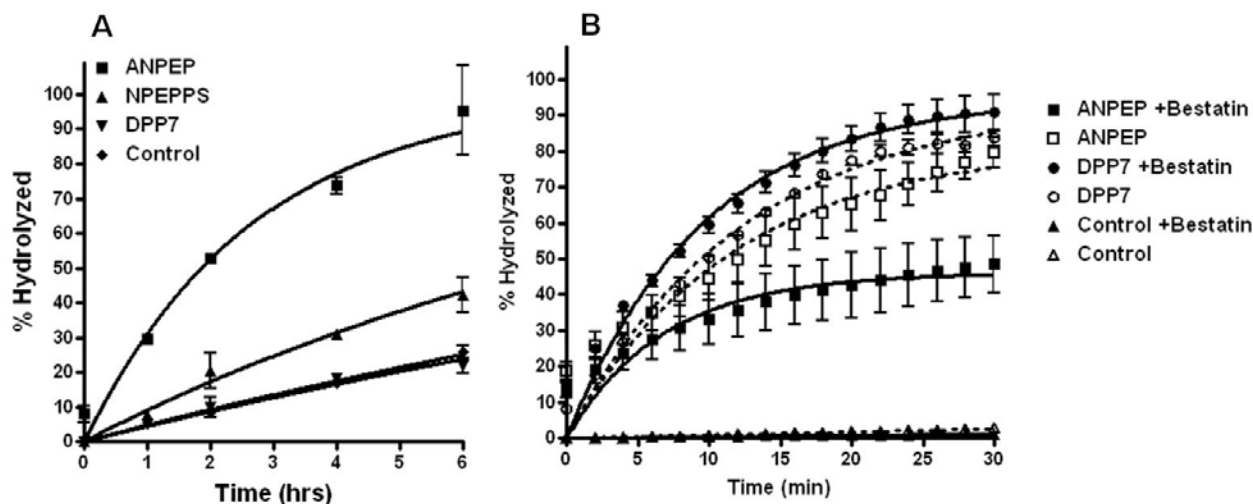 A
ANPEP
NPEPPS
DPP7
Control
% Hydrolyzed
100
90
80
70
60
50
40
30
20
10
0
0 1 2 3 4 5 6
Time (hrs)
B
% Hydrolyzed
100
90
80
70
60
50
40
30
20
10
0
0 5 10 15 20 25 30
Time (min)
ANPEP +Bestatin
ANPEP
DPP7 +Bestatin
DPP7
Control +Bestatin
Control